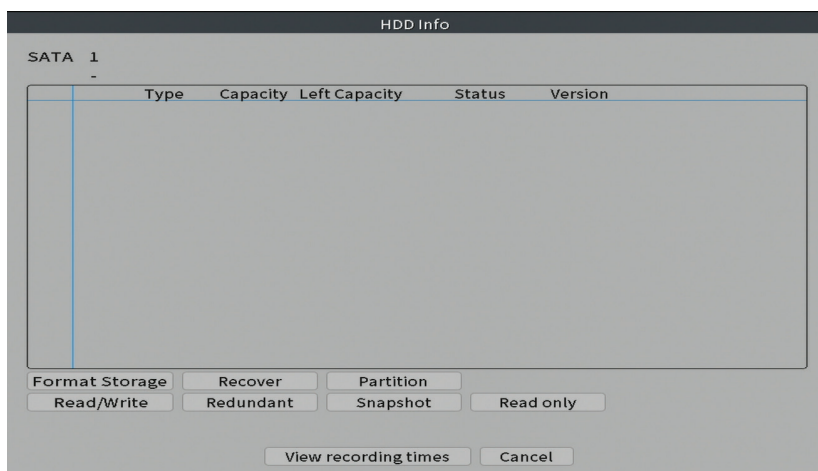 HDD Info
SATA 1
-
Type Capacity Left Capacity Status Version
Format Storage Recover Partition
Read/Write Redundant Snapshot Read only
View recording times Cancel